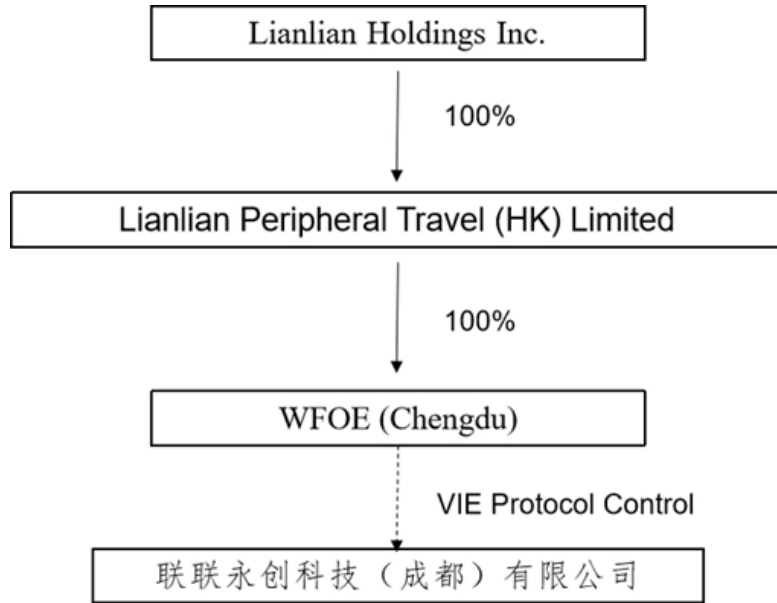 Lianlian Holdings Inc.
100%
Lianlian Peripheral Travel (HK) Limited
100%
WFOE (Chengdu)
VIE Protocol Control
联联永创科技（成都）有限公司